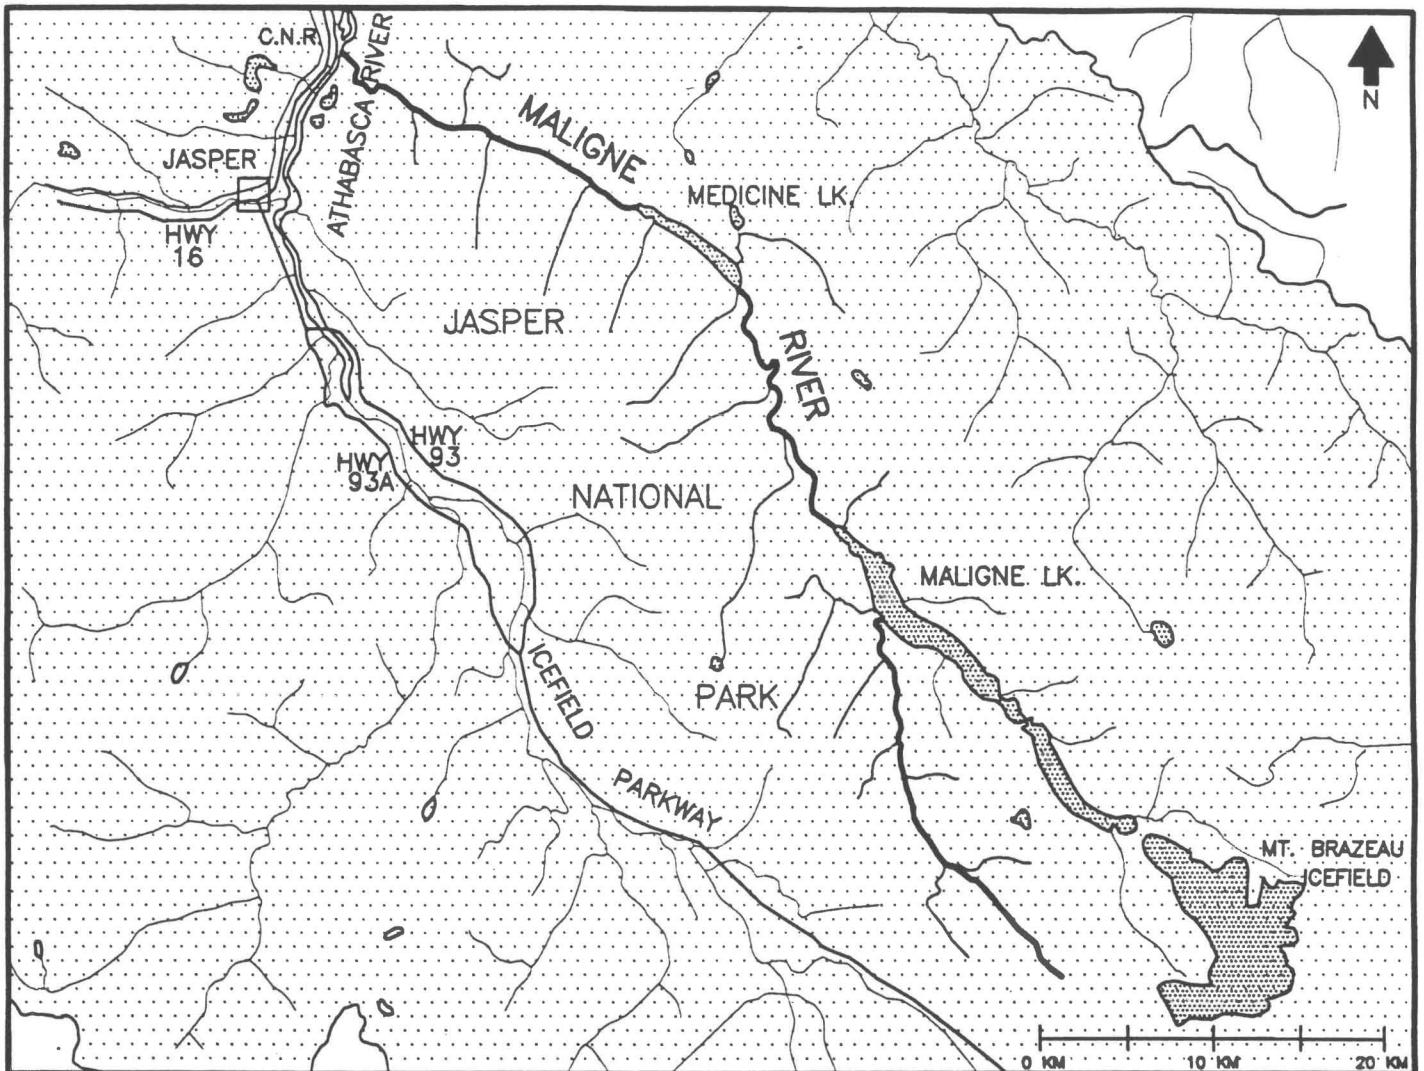 C.N.R.
RIVER
ATHABASCA
N
MALIGNE
JASPER
MEDICINE LK.
HWY
16
JASPER
RIVER
HWY
93
HWY
93A
NATIONAL
MALIGNE LK.
ICEFIELD
PARK
PARKWAY
MT. BRAZEAU
ICEFIELD
0 KM 10 KM 20 KM